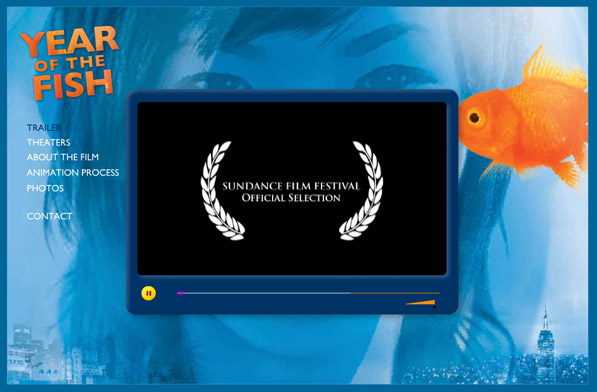 YEAR
OF THE
FISH
TRAILER
THEATERS
ABOUT THE FILM
ANIMATION PROCESS
PHOTOS
CONTACT
SUNDANCE FILM FESTIVAL
OFFICIAL SELECTION